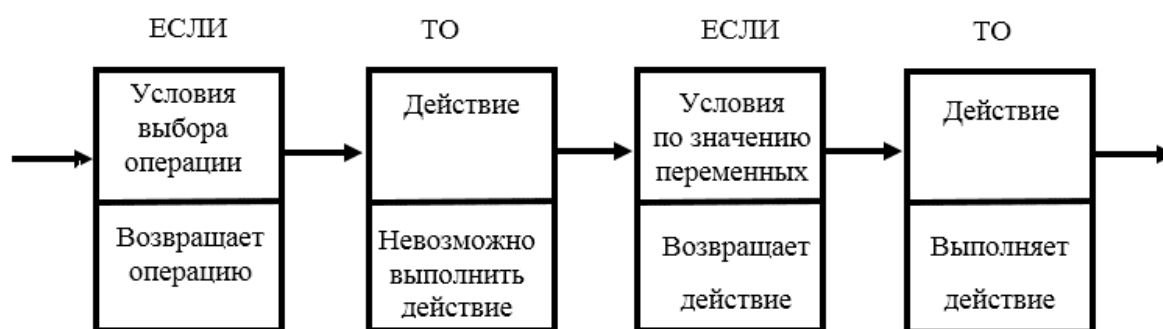 ЕСЛИ
ТО
ЕСЛИ
ТО
Условия
выбора
операции
Возвращает
операцию
Действие
Невозможно
выполнить
действие
Условия
по значению
переменных
Возвращает
действие
Действие
Выполняет
действие